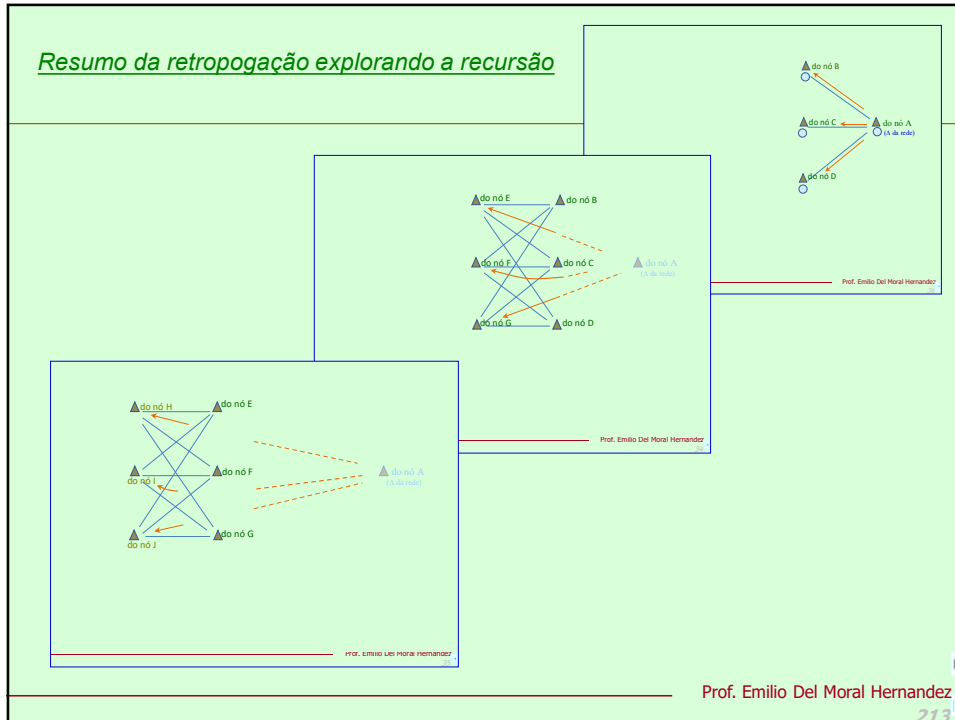 Resumo da retropogação explorando a recursão
do nó B
do nó C
do nó A
(Δ da rede)
do nó D
Prof. Emilio Del Moral Hernandez
do nó E
do nó B
do nó F
do nó C
do nó A
(Δ da rede)
do nó G
do nó D
Prof. Emilio Del Moral Hernandez
do nó H
do nó E
do nó I
do nó F
do nó A
(Δ da rede)
do nó J
do nó G
Prof. Emilio Del Moral Hernandez
Prof. Emilio Del Moral Hernandez
213